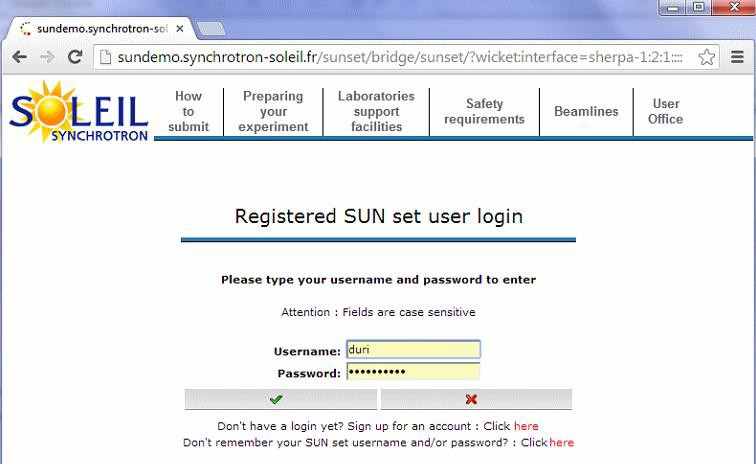 sundemo.synchrotron-sol
sundemo.synchrotron-soleil.fr/sunset/bridge/sunset/?wicket:interface=sherpa-1:2:1::::
SOLEIL
SYNCHROTRON
How
to
submit
Preparing
your
experiment
Laboratories
support
facilities
Safety
requirements
Beamlines
User
Office
Registered SUN set user login
Please type your username and password to enter
Attention : Fields are case sensitive
Username: duri
Password: ••••••••••
Don't have a login yet? Sign up for an account : Click here
Don't remember your SUN set username and/or password? : Click here